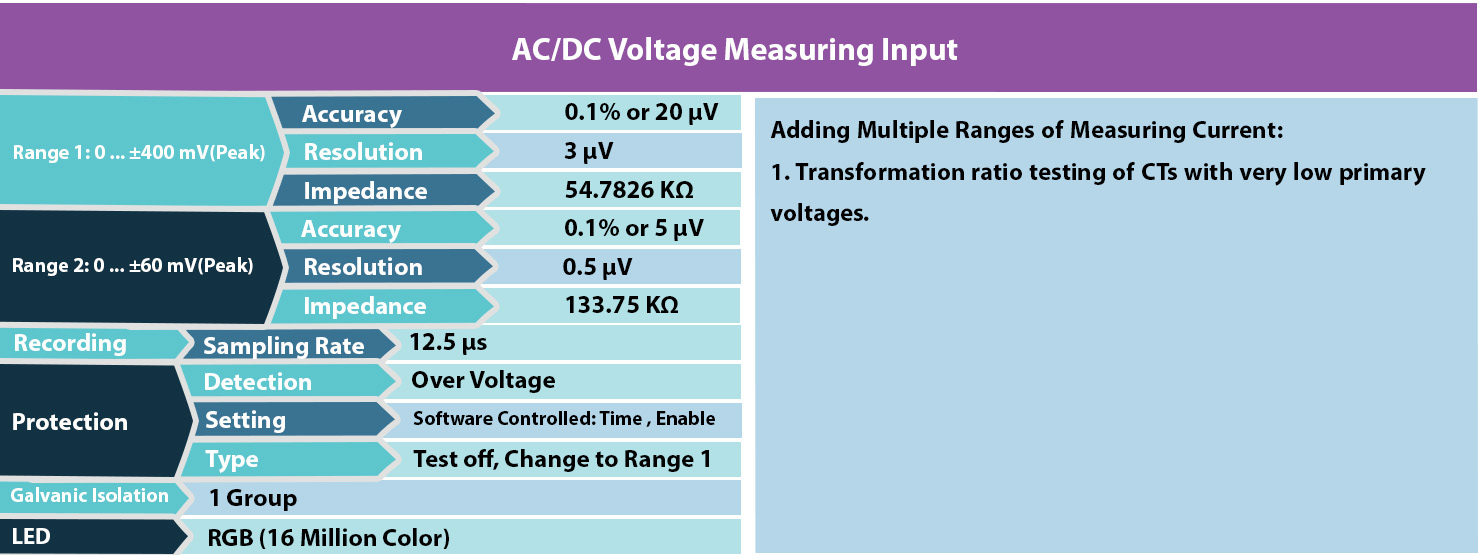 AC/DC Voltage Measuring Input
Range 1: 0 ... ±400 mV(Peak)
Accuracy
0.1% or 20 µV
Resolution
3 µV
Impedance
54.7826 KΩ
Range 2: 0 ... ±60 mV(Peak)
Accuracy
0.1% or 5 µV
Resolution
0.5 µV
Impedance
133.75 KΩ
Recording
Sampling Rate
12.5 µs
Protection
Detection
Over Voltage
Setting
Software Controlled: Time , Enable
Type
Test off, Change to Range 1
Galvanic Isolation
1 Group
LED
RGB (16 Million Color)
Adding Multiple Ranges of Measuring Current:
1. Transformation ratio testing of CTs with very low primary
voltages.